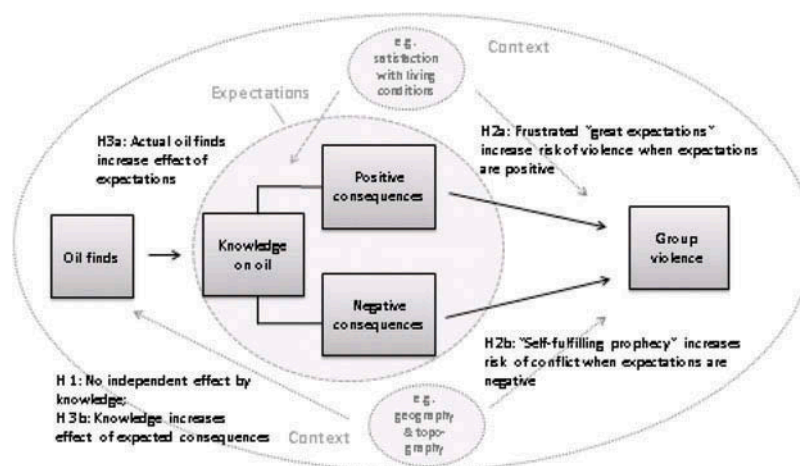 e.g.
satisfaction
with living
conditions
Context
Expectations
H3a: Actual oil finds
increase effect of
expectations
H2a: Frustrated "great expectations"
increase risk of violence when expectations
are positive
Positive
consequences
Oil finds
Knowledge
on oil
Group
violence
Negative
consequences
H2b: "Self-fulfilling prophecy" increases
risk of conflict when expectations are
negative
H 1: No independent effect by
knowledge;
H 3b: Knowledge increases
effect of expected consequences
Context
e.g.
geography
& topo-
graphy